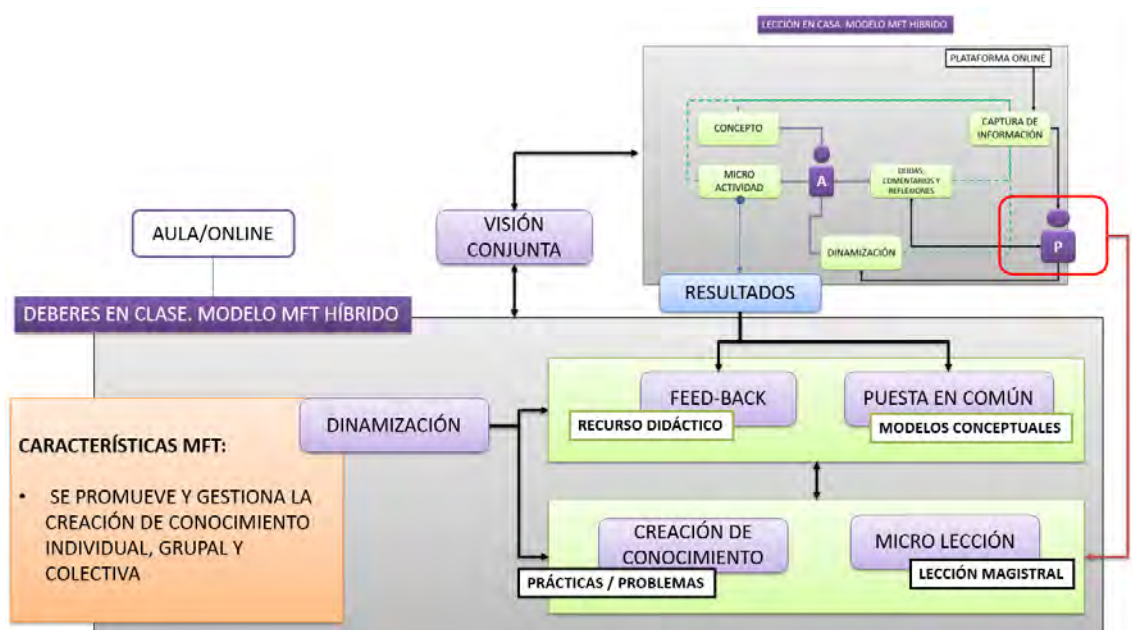 LECCIÓN EN CASA. MODELO MFT HÍBRIDO
PLATAFORMA ONLINE
CONCEPTO
CAPTURA DE
INFORMACIÓN
MICRO
ACTIVIDAD
A
DUDAS,
COMENTARIOS Y
REFLEXIONES
P
DINAMIZACIÓN
VISIÓN
CONJUNTA
AULA/ONLINE
RESULTADOS
DEBERES EN CLASE. MODELO MFT HÍBRIDO
FEED-BACK
RECURSO DIDÁCTICO
PUESTA EN COMÚN
MODELOS CONCEPTUALES
DINAMIZACIÓN
CARACTERÍSTICAS MFT:
• SE PROMUEVE Y GESTIONA LA
CREACIÓN DE CONOCIMIENTO
INDIVIDUAL, GRUPAL Y
COLECTIVA
CREACIÓN DE
CONOCIMIENTO
PRÁCTICAS / PROBLEMAS
MICRO LECCIÓN
LECCIÓN MAGISTRAL